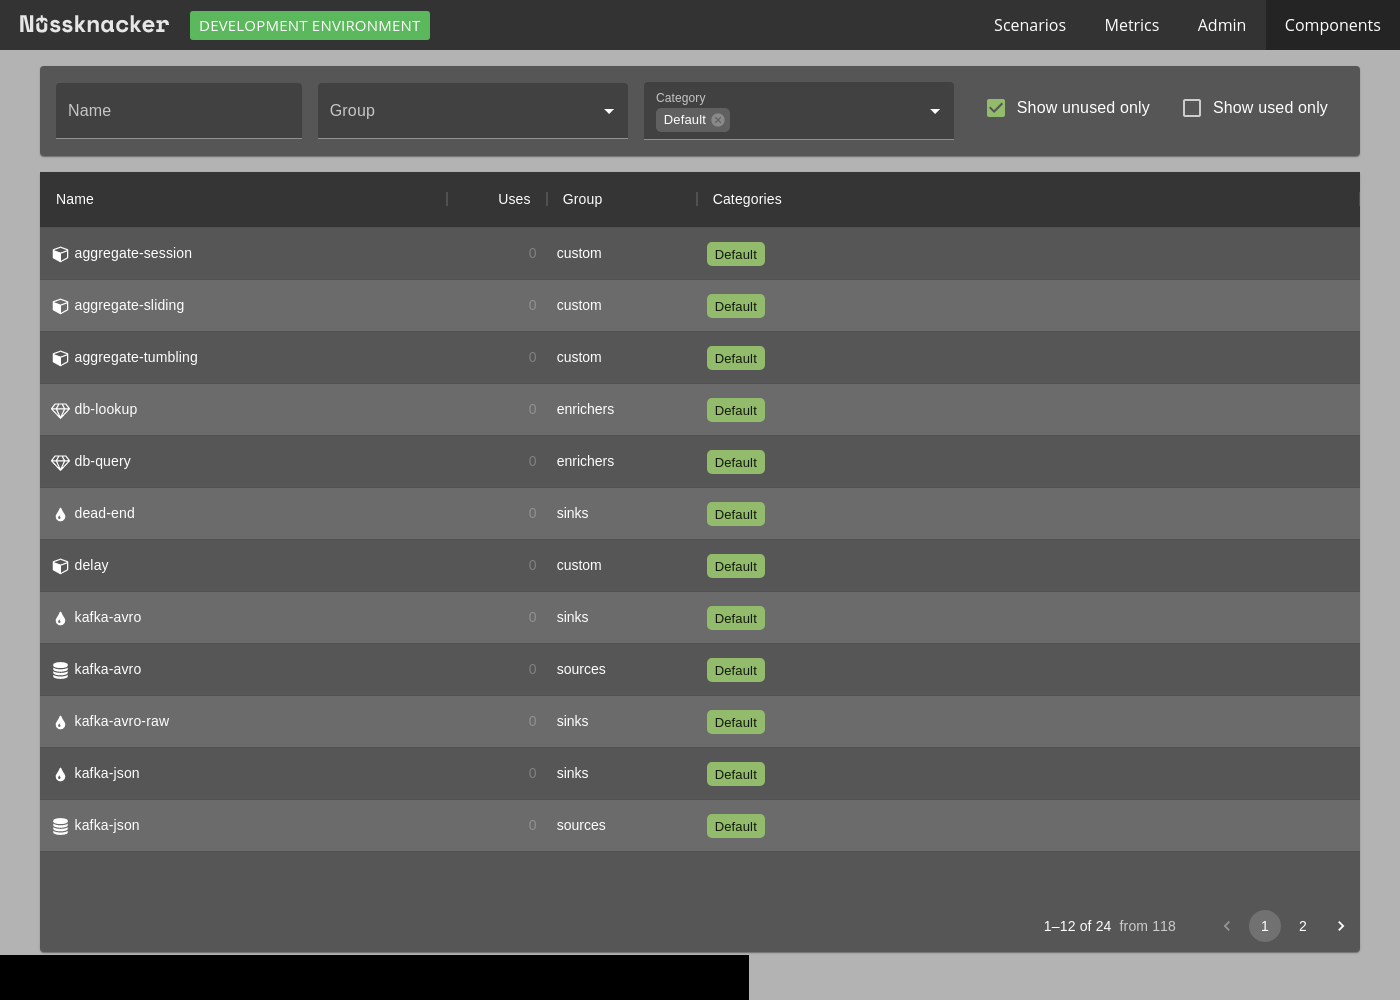 Nussknacker DEVELOPMENT ENVIRONMENT Scenarios Metrics Admin Components
Name Group Category Default Show unused only Show used only
Name Uses Group Categories
aggregate-session 0 custom Default
aggregate-sliding 0 custom Default
aggregate-tumbling 0 custom Default
db-lookup 0 enrichers Default
db-query 0 enrichers Default
dead-end 0 sinks Default
delay 0 custom Default
kafka-avro 0 sinks Default
kafka-avro 0 sources Default
kafka-avro-raw 0 sinks Default
kafka-json 0 sinks Default
kafka-json 0 sources Default
1–12 of 24 from 118 1 2